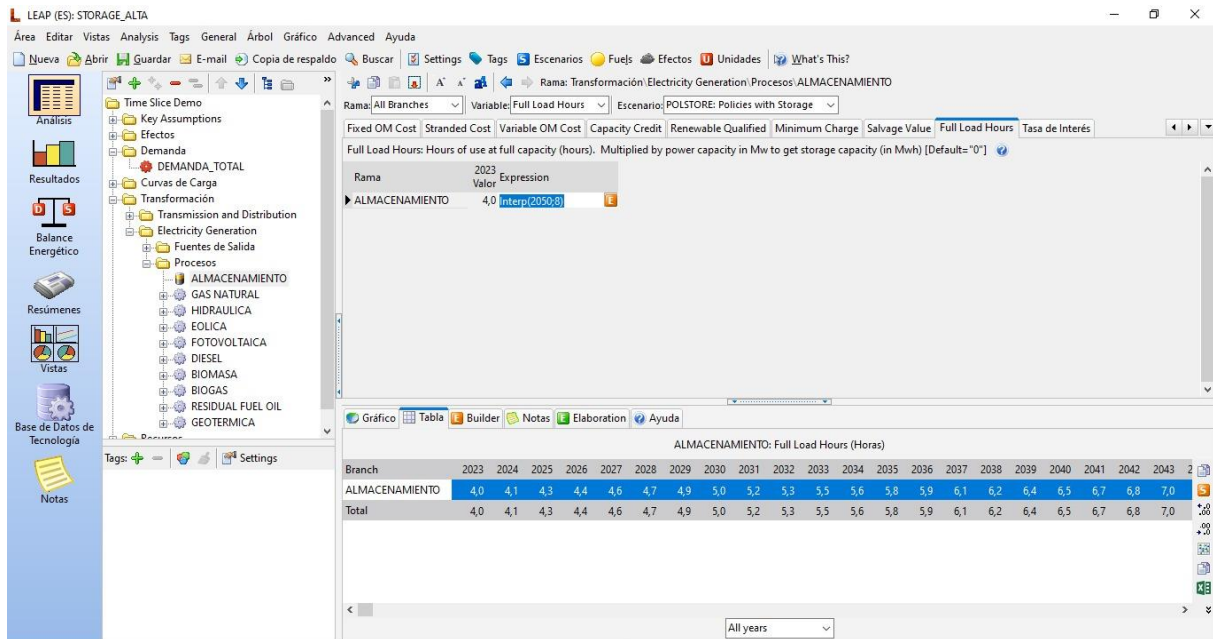 LEAP (ES): STORAGE_ALTA
Área Editar Vistas Analysis Tags General Árbol Gráfico Advanced Ayuda
Nueva Abrir Guardar E-mail Copia de respaldo Buscar Settings Tags Escenarios Fuels Efectos Unidades What's This?
Rama: Transformación\Electricity Generation\Procesos\ALMACENAMIENTO
Rama: All Branches Variable: Full Load Hours Escenario: POLSTORE: Policies with Storage
Fixed OM Cost Stranded Cost Variable OM Cost Capacity Credit Renewable Qualified Minimum Charge Salvage Value Full Load Hours Tasa de Interés
Full Load Hours: Hours of use at full capacity (hours). Multiplied by power capacity in Mw to get storage capacity (in Mwh) [Default="0"]
Rama 2023 Valor Expression
ALMACENAMIENTO 4,0 Interp(2050;8)
Análisis
Resultados
Balance
Energético
Resúmenes
Vistas
Base de Datos de
Tecnología
Notas
Time Slice Demo
Key Assumptions
Efectos
Demanda
DEMANDA_TOTAL
Curvas de Carga
Transformación
Transmission and Distribution
Electricity Generation
Fuentes de Salida
Procesos
ALMACENAMIENTO
GAS NATURAL
HIDRAULICA
EOLICA
FOTOVOLTAICA
DIESEL
BIOMASA
BIOGAS
RESIDUAL FUEL OIL
GEOTERMICA
Recursos
Tags: Settings
Gráfico Tabla Builder Notas Elaboration Ayuda
ALMACENAMIENTO: Full Load Hours (Horas)
Branch 2023 2024 2025 2026 2027 2028 2029 2030 2031 2032 2033 2034 2035 2036 2037 2038 2039 2040 2041 2042 2043 2
ALMACENAMIENTO 4,0 4,1 4,3 4,4 4,6 4,7 4,9 5,0 5,2 5,3 5,5 5,6 5,8 5,9 6,1 6,2 6,4 6,5 6,7 6,8 7,0
Total 4,0 4,1 4,3 4,4 4,6 4,7 4,9 5,0 5,2 5,3 5,5 5,6 5,8 5,9 6,1 6,2 6,4 6,5 6,7 6,8 7,0
All years